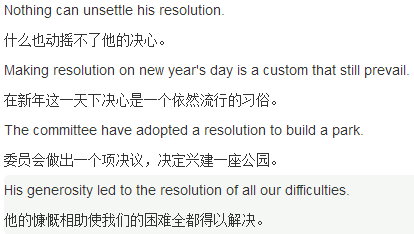 Nothing can unsettle his resolution.
什么也动摇不了他的决心。
Making resolution on new year's day is a custom that still prevail.
在新年这一天下决心是一个依然流行的习俗。
The committee have adopted a resolution to build a park.
委员会做出一个项决议，决定兴建一座公园。
His generosity led to the resolution of all our difficulties.
他的慷慨相助使我们的困难全都得以解决。